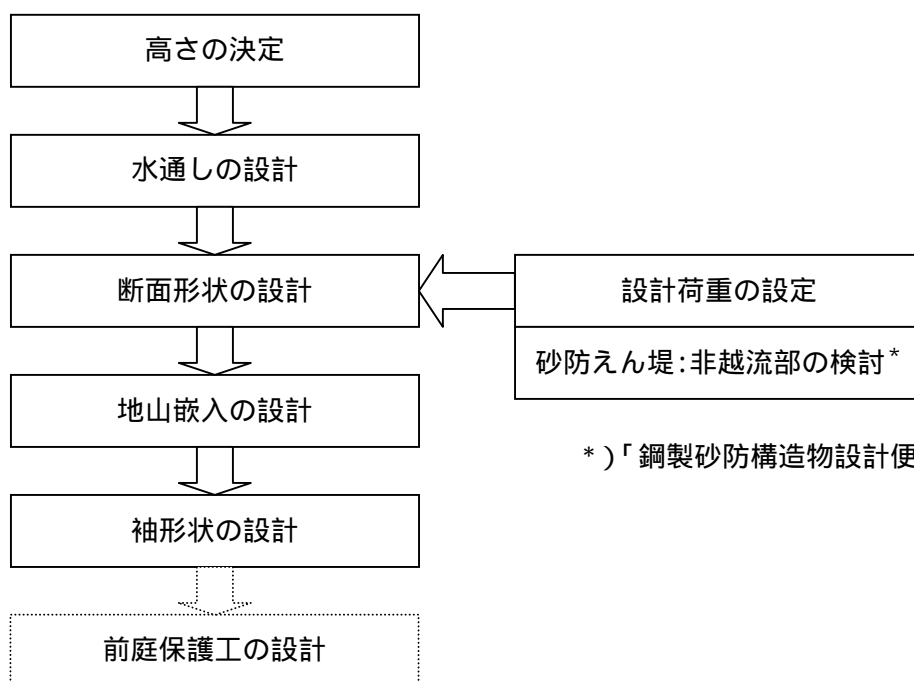 高さの決定
水通しの設計
断面形状の設計
設計荷重の設定
砂防えん堤:非越流部の検討*
地山嵌入の設計
*)「鋼製砂防構造物設計便
袖形状の設計
前庭保護工の設計